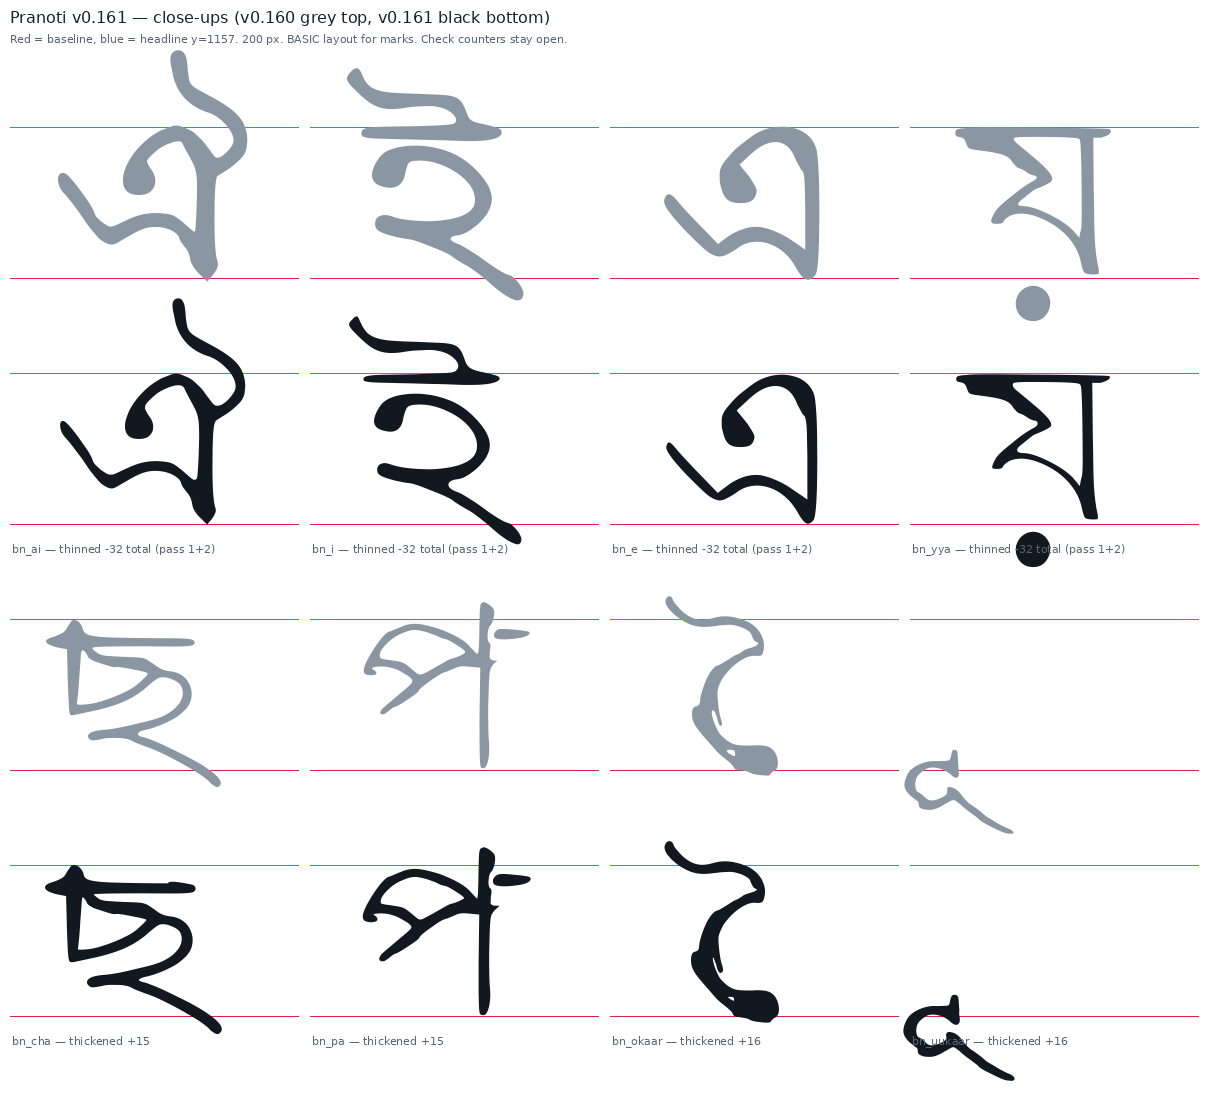 Pranoti v0.161 — close-ups (v0.160 grey top, v0.161 black bottom)
Red = baseline, blue = headline y=1157. 200 px. BASIC layout for marks. Check counters stay open.
ঐ ই এ য়
ঐ ই এ য়
bn_ai — thinned -32 total (pass 1+2) bn_i — thinned -32 total (pass 1+2) bn_e — thinned -32 total (pass 1+2) bn_yya — thinned -32 total (pass 1+2)
ছ প
ছ প
bn_cha — thickened +15 bn_pa — thickened +15 bn_okaar — thickened +16 bn_uukaar — thickened +16